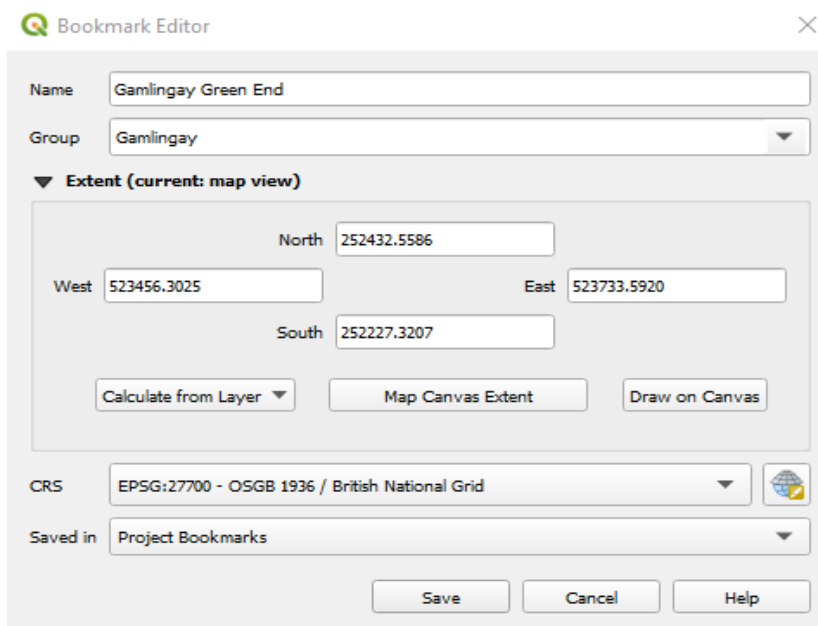 Bookmark Editor
Name Gamlingay Green End
Group Gamlingay
Extent (current: map view)
North 252432.5586
West 523456.3025 East 523733.5920
South 252227.3207
Calculate from Layer Map Canvas Extent Draw on Canvas
CRS EPSG:27700 - OSGB 1936 / British National Grid
Saved in Project Bookmarks
Save Cancel Help